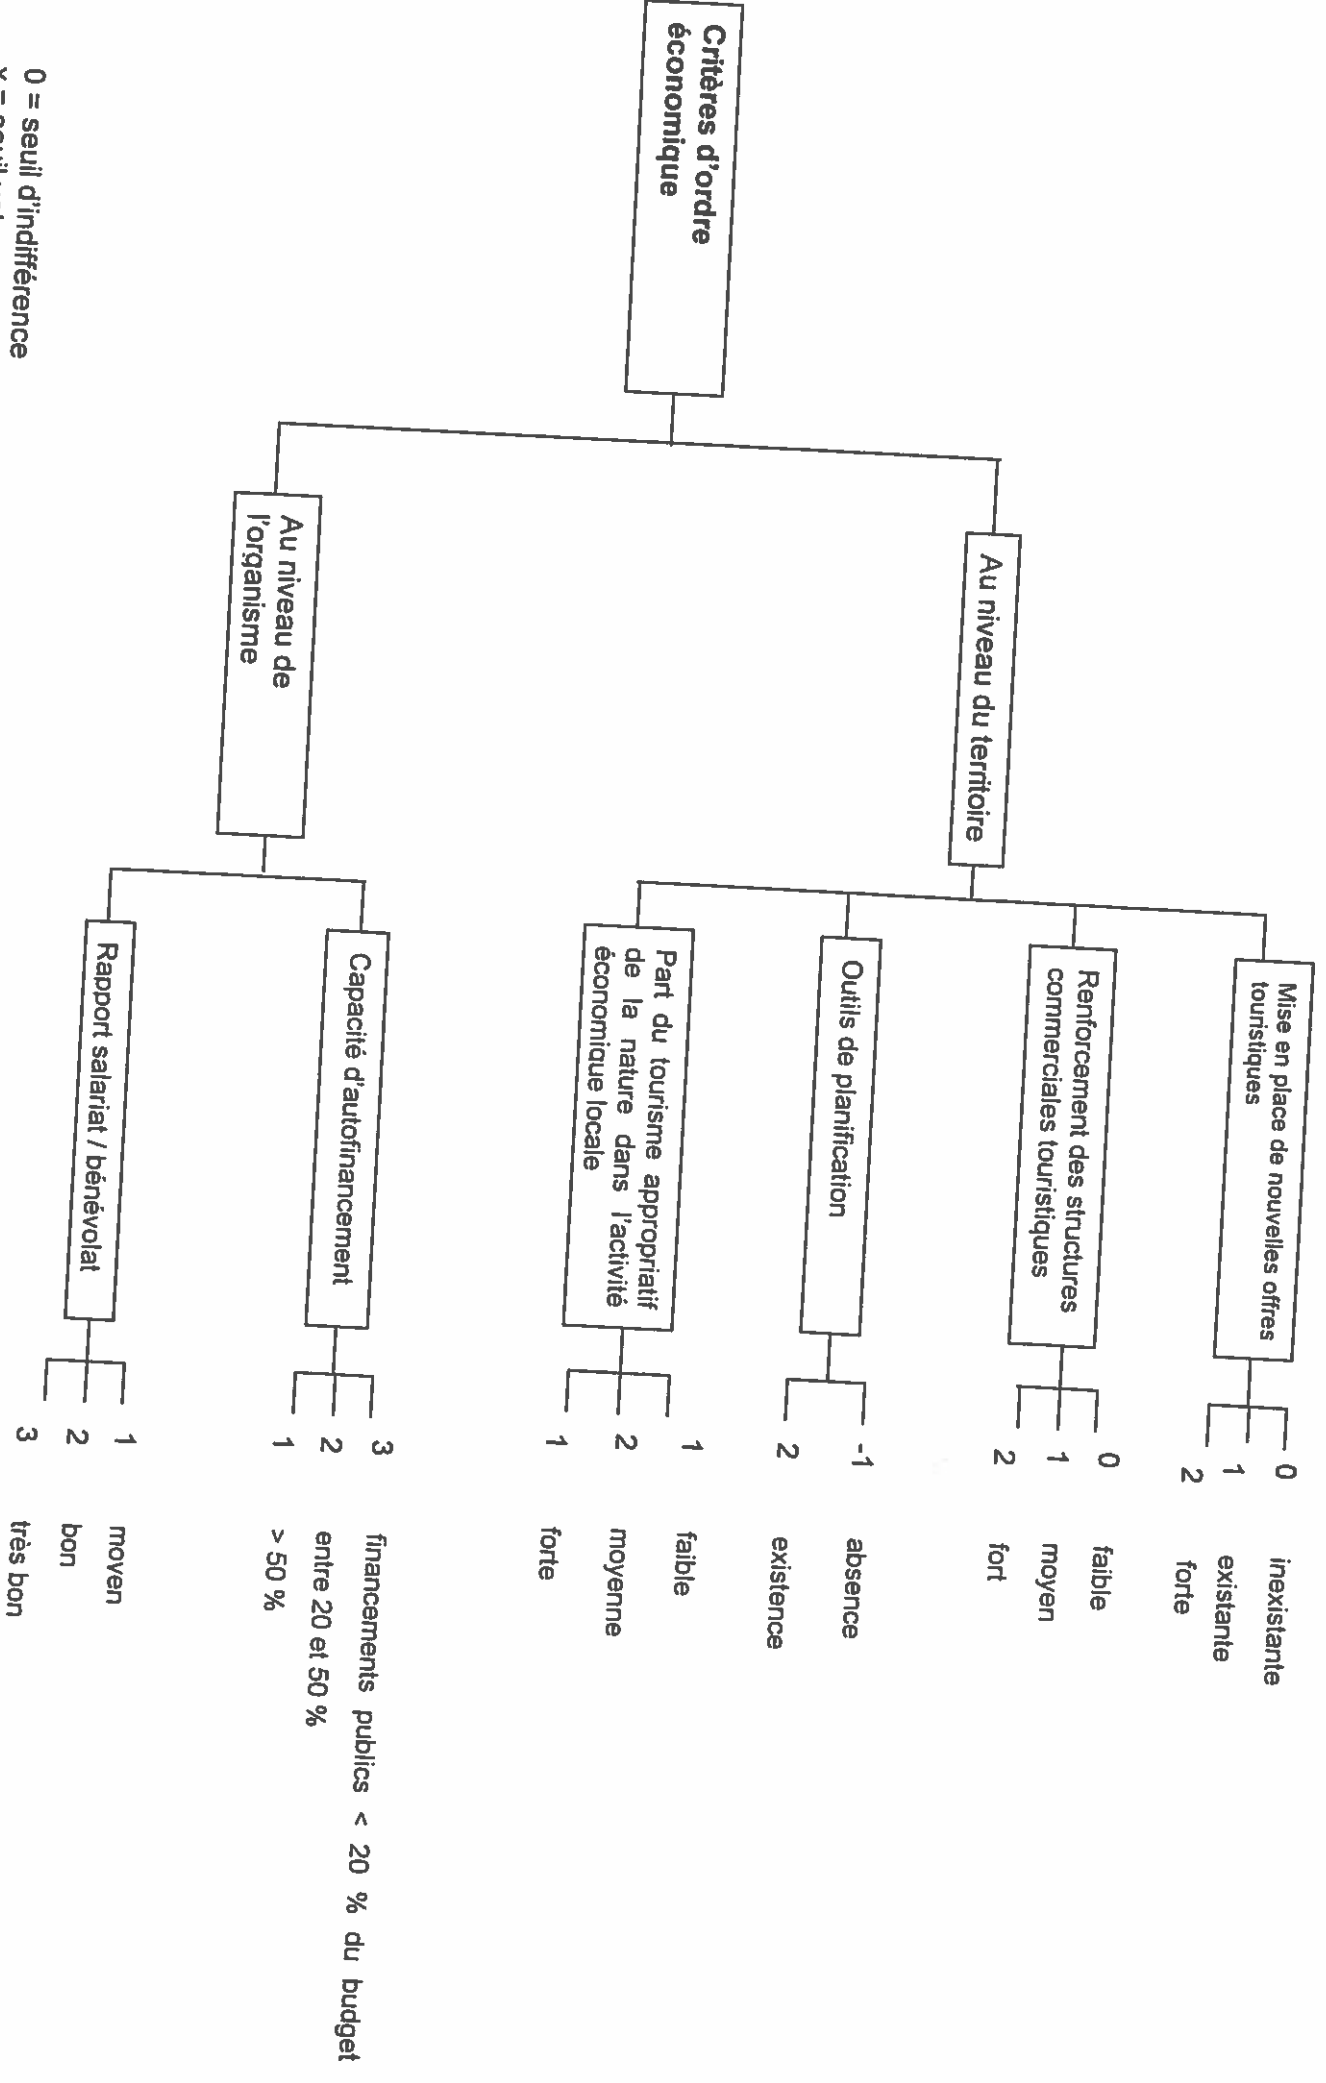 Critères d'ordre
économique
Au niveau du territoire
Mise en place de nouvelles offres
touristiques
0 inexistante
1 existante
2 forte
Renforcement des structures
commerciales touristiques
0 faible
1 moyen
2 fort
Outils de planification
-1 absence
2 existence
Part du tourisme appropriatif
de la nature dans l'activité
économique locale
1 faible
2 moyenne
1 forte
Au niveau de
l'organisme
Capacité d'autofinancement
3 financements publics < 20 % du budget
2 entre 20 et 50 %
1 > 50 %
Rapport salariat / bénévolat
1 moyen
2 bon
3 très bon
0 = seuil d'indifférence